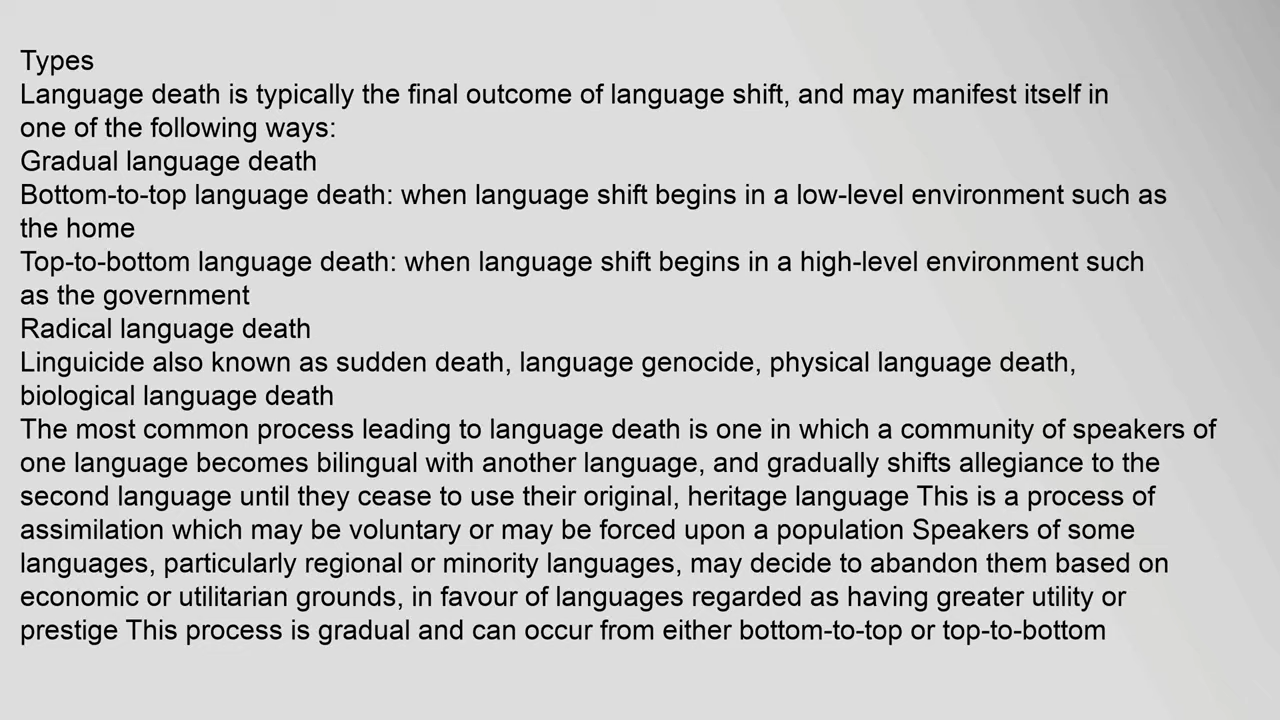 Types
Language death is typically the final outcome of language shift, and may manifest itself in
one of the following ways:
Gradual language death
Bottom-to-top language death: when language shift begins in a low-level environment such as
the home
Top-to-bottom language death: when language shift begins in a high-level environment such
as the government
Radical language death
Linguicide also known as sudden death, language genocide, physical language death,
biological language death
The most common process leading to language death is one in which a community of speakers of
one language becomes bilingual with another language, and gradually shifts allegiance to the
second language until they cease to use their original, heritage language This is a process of
assimilation which may be voluntary or may be forced upon a population Speakers of some
languages, particularly regional or minority languages, may decide to abandon them based on
economic or utilitarian grounds, in favour of languages regarded as having greater utility or
prestige This process is gradual and can occur from either bottom-to-top or top-to-bottom